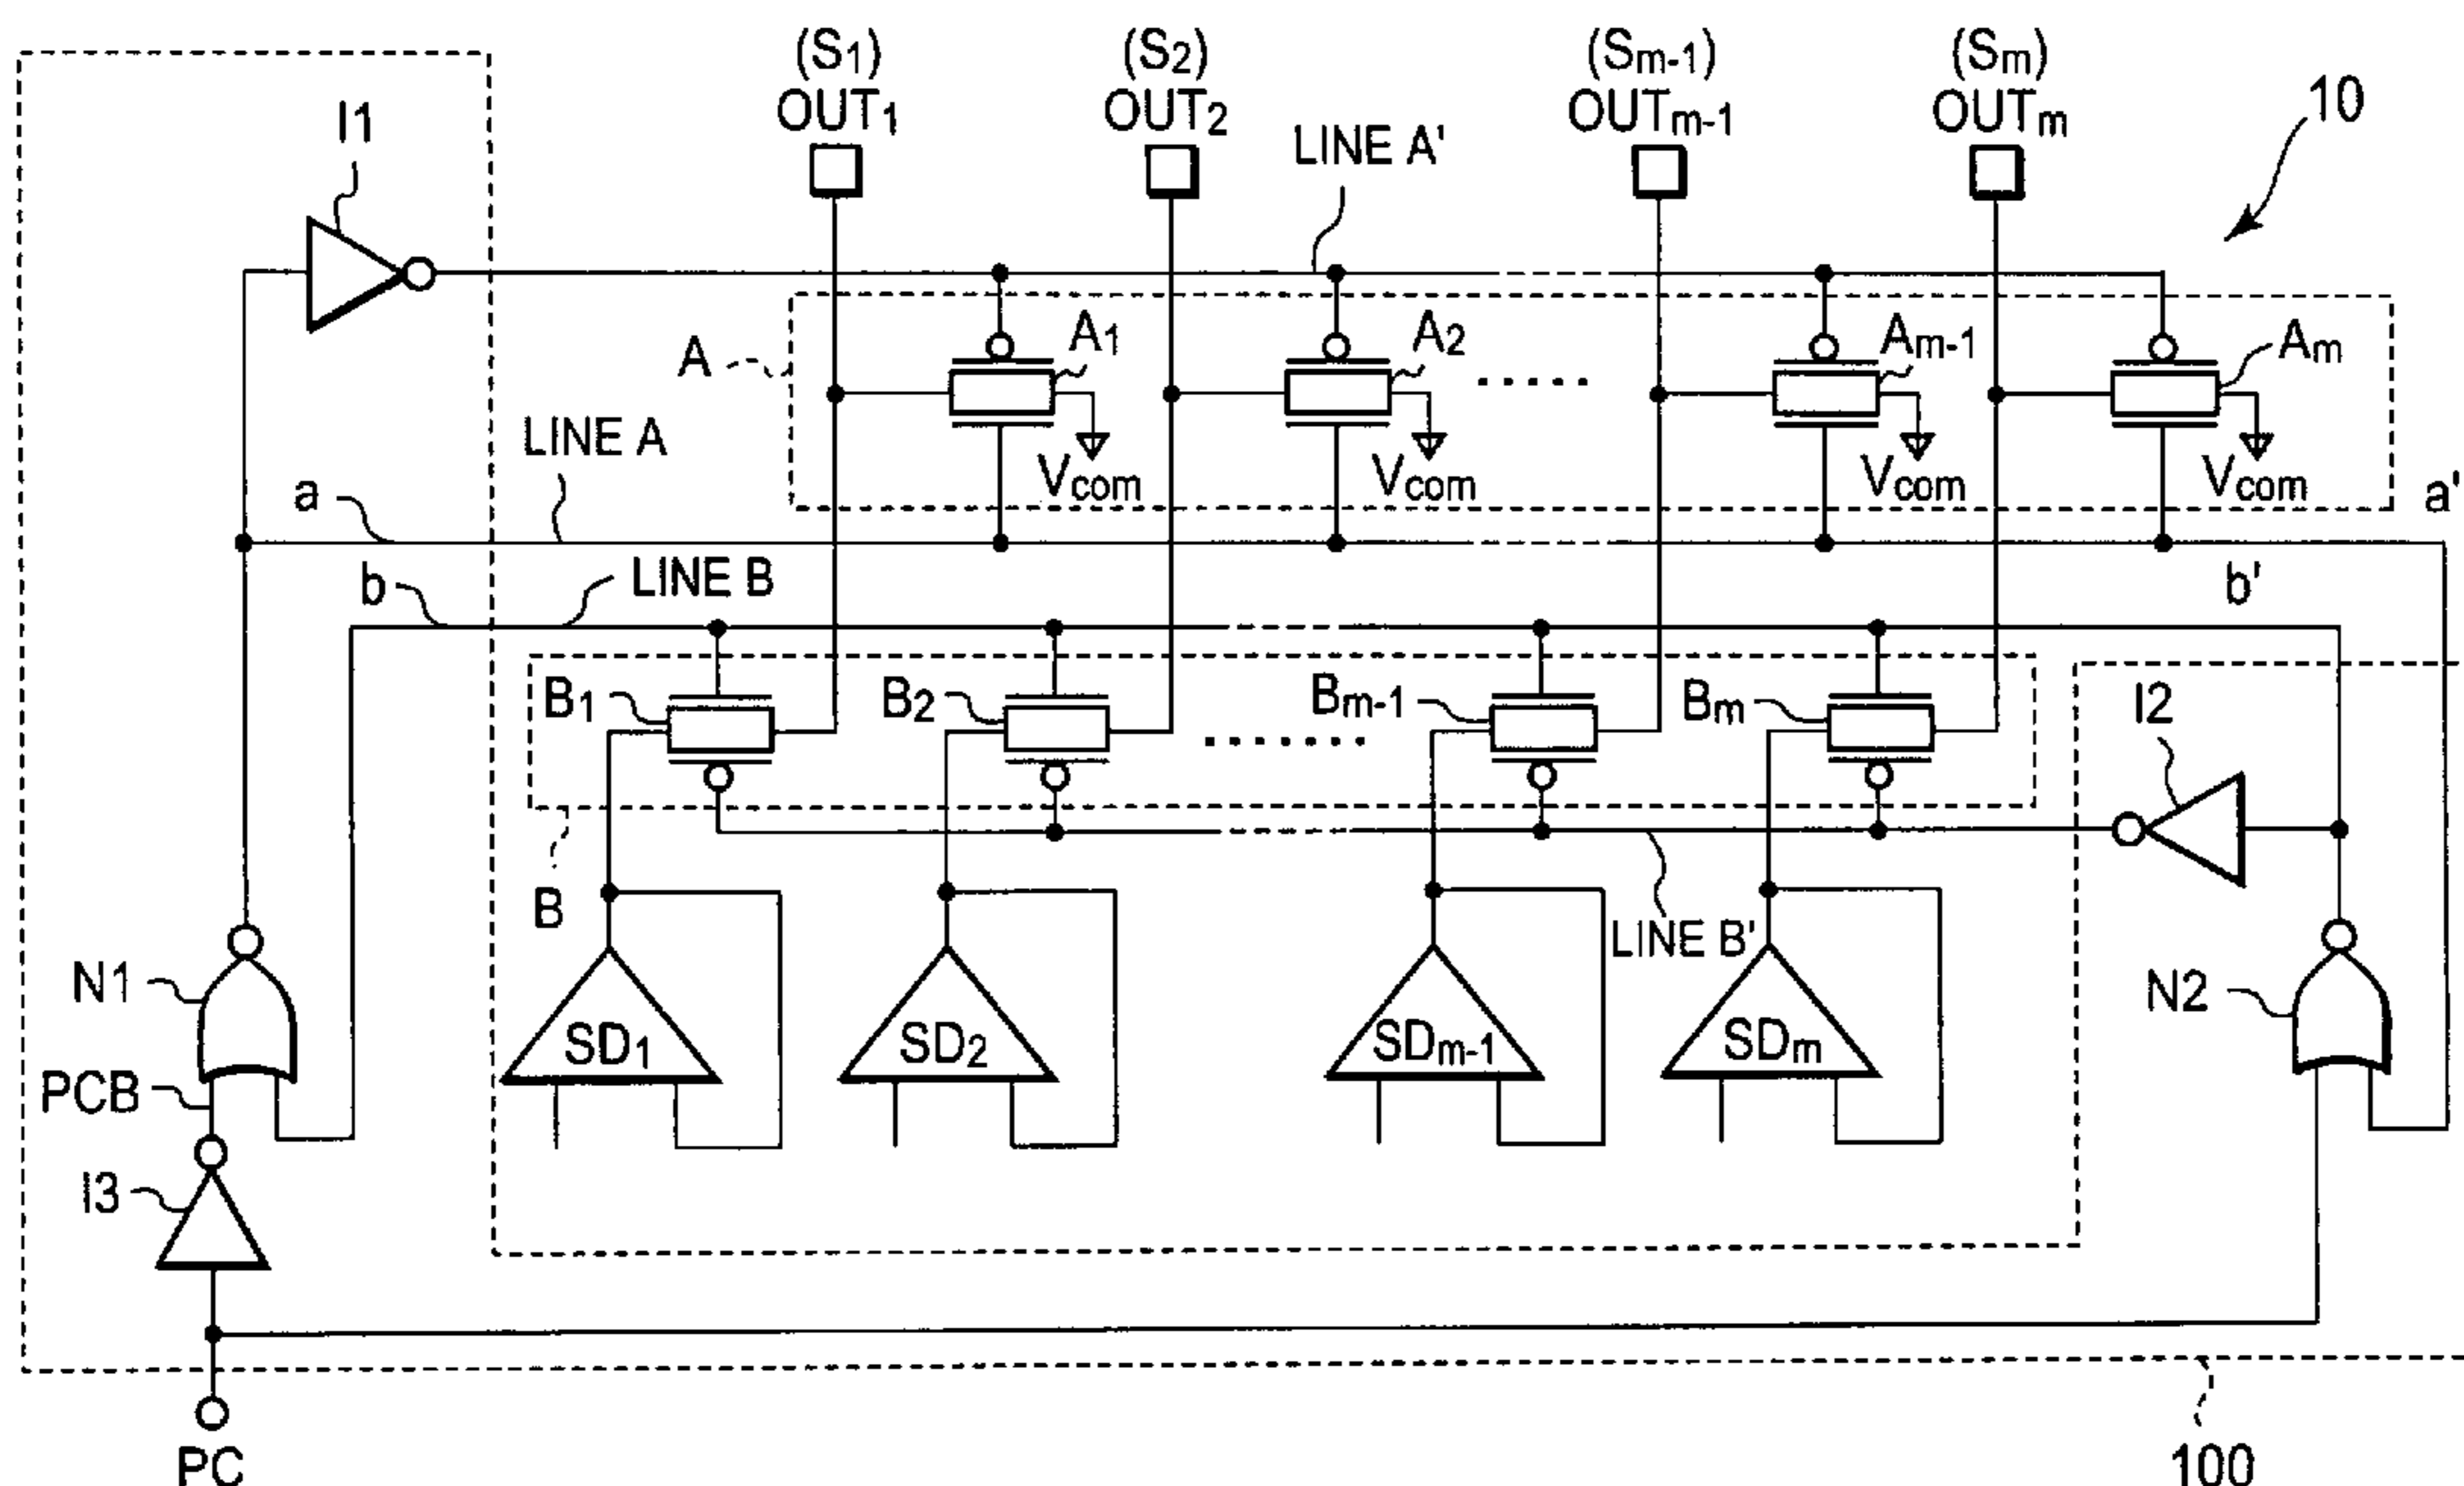 (S1) (S2) (Sm-1) (Sm)
OUT1 OUT2 OUTm-1 OUTm
10
I1
LINE A'
A A1 A2 ..... Am-1 Am
Vcom Vcom Vcom Vcom
LINE A
a a'
b LINE B b'
B1 B2 ....... Bm-1 Bm I2
B
LINE B'
N1 N2
SD1 SD2 SDm-1 SDm
PCB
I3
PC 100